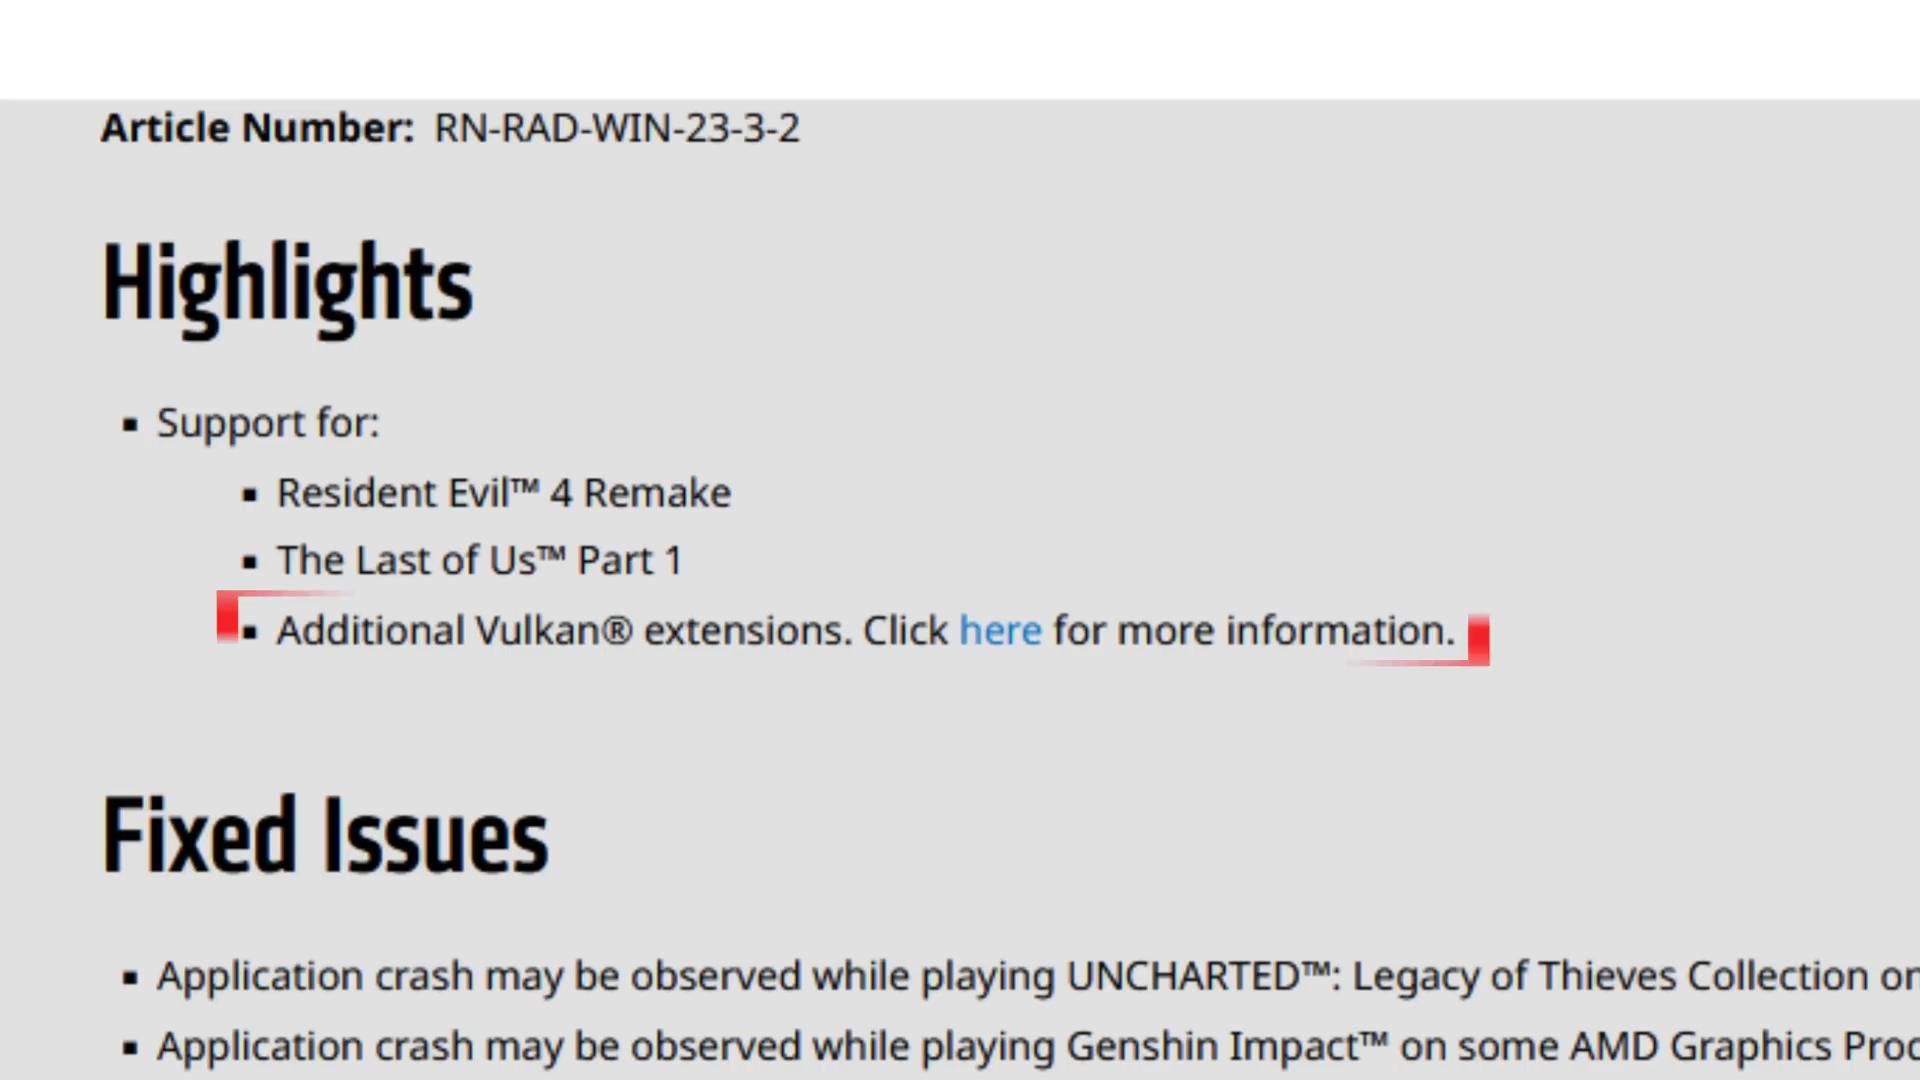 Article Number: RN-RAD-WIN-23-3-2
Highlights
▪ Support for:
▪ Resident Evil™ 4 Remake
▪ The Last of Us™ Part 1
▪ Additional Vulkan® extensions. Click here for more information.
Fixed Issues
▪ Application crash may be observed while playing UNCHARTED™: Legacy of Thieves Collection on
▪ Application crash may be observed while playing Genshin Impact™ on some AMD Graphics